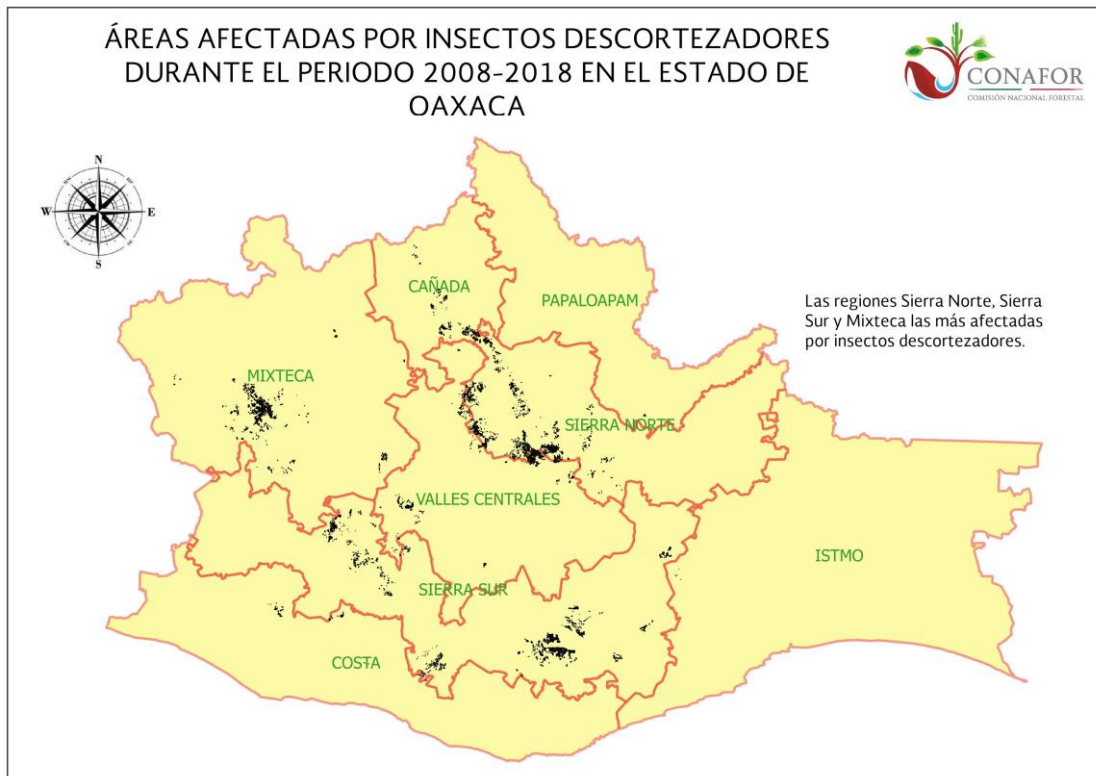 ÁREAS AFECTADAS POR INSECTOS DESCORTEZADORES
DURANTE EL PERIODO 2008-2018 EN EL ESTADO DE
OAXACA
CONAFOR
COMISIÓN NACIONAL FORESTAL
N
W
E
S
CAÑADA
PAPALOAPAM
Las regiones Sierra Norte, Sierra
Sur y Mixteca las más afectadas
por insectos descortezadores.
MIXTECA
SIERRA NORTE
VALLES CENTRALES
ISTMO
SIERRA SUR
COSTA